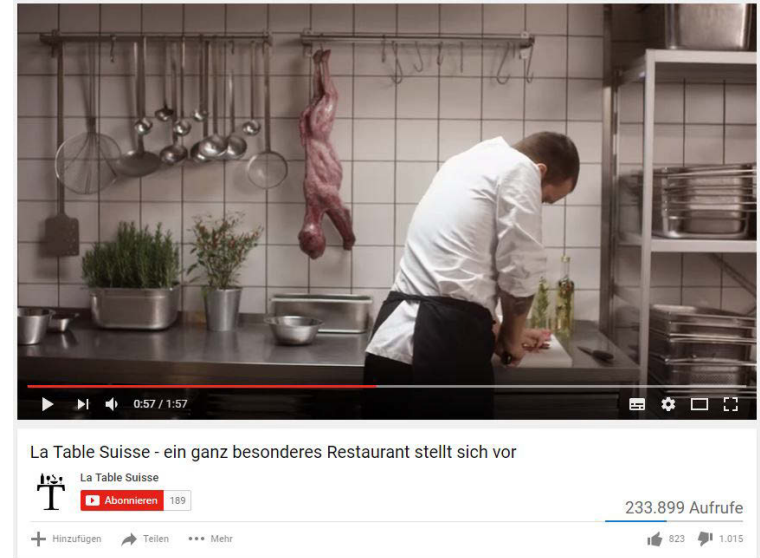 0:57 / 1:57
La Table Suisse - ein ganz besonderes Restaurant stellt sich vor
La Table Suisse
Abonnieren 189
233.899 Aufrufe
Hinzufügen Teilen Mehr
823 1.015